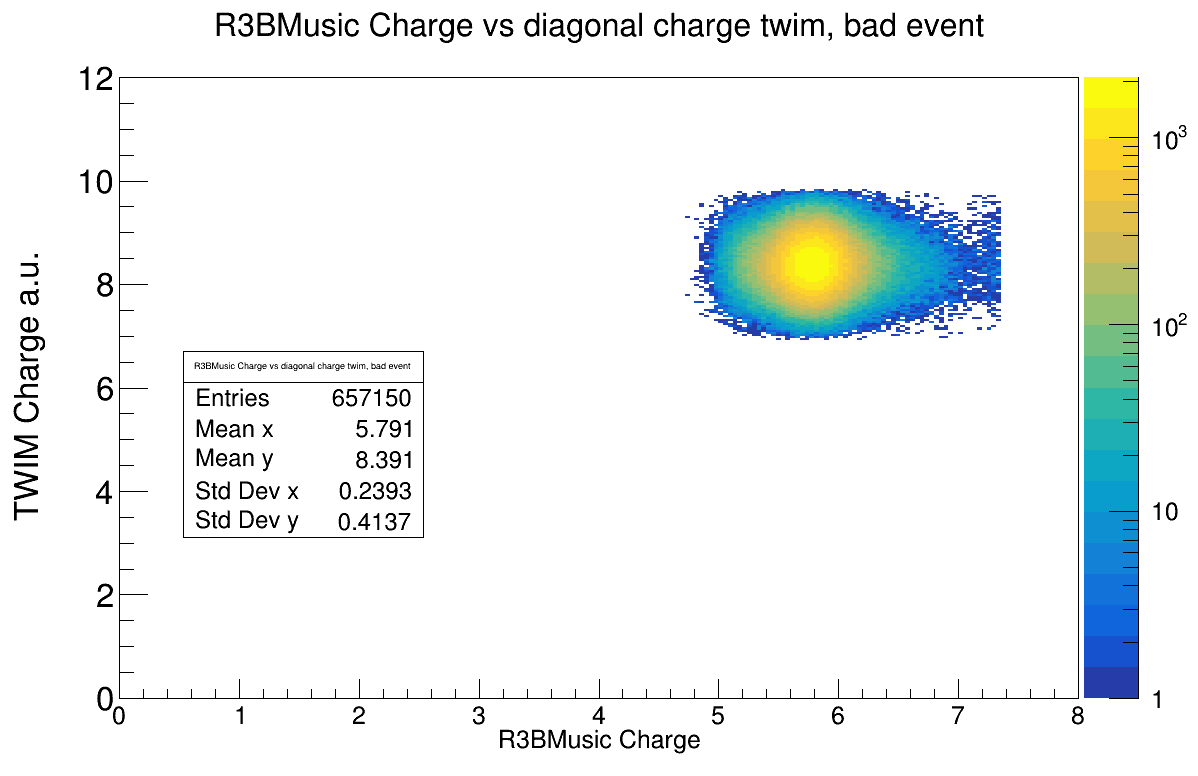 R3BMusic Charge vs diagonal charge twim, bad event
12
10
8
6
4
2
0
TWIM Charge a.u.
R3BMusic Charge vs diagonal charge twim, bad event
Entries 657150
Mean x 5.791
Mean y 8.391
Std Dev x 0.2393
Std Dev y 0.4137
0 1 2 3 4 5 6 7 8
R3BMusic Charge
10³
10²
10
1